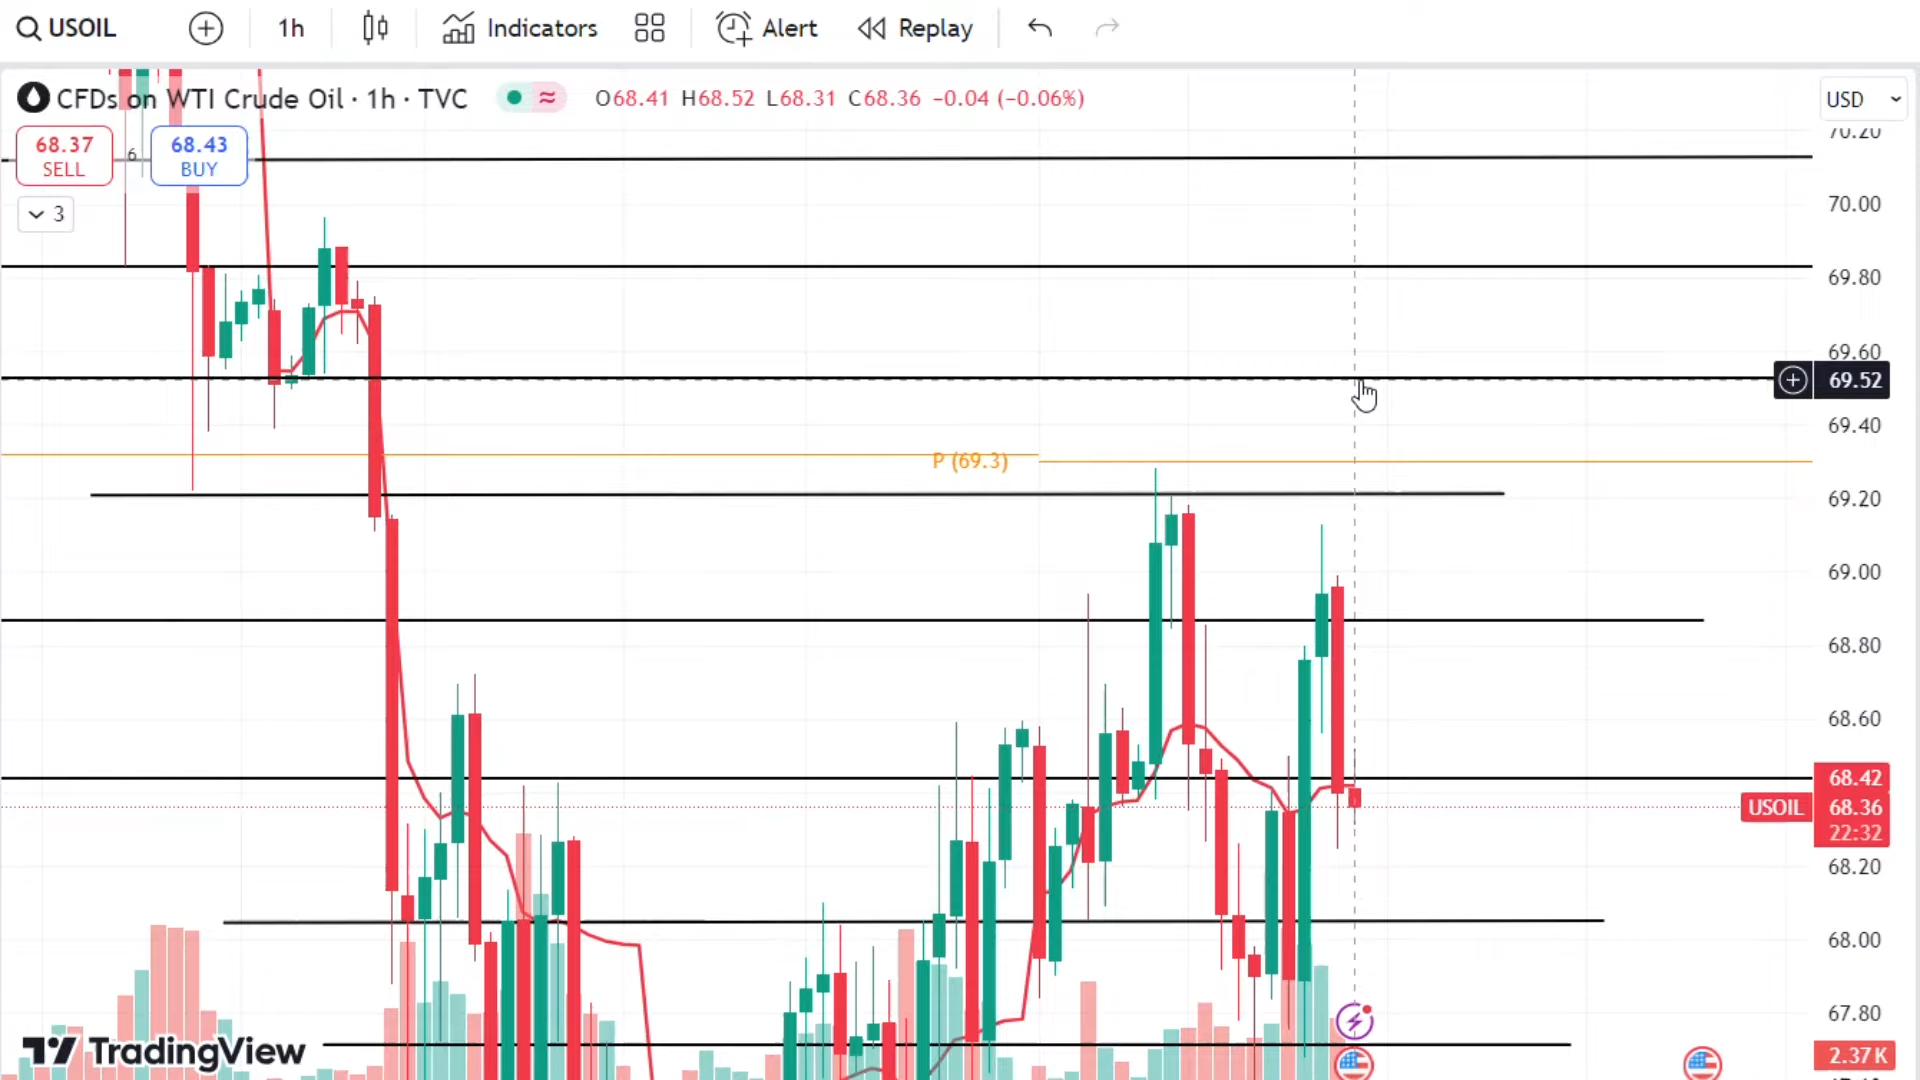 USOIL 1h Indicators Alert Replay
CFDs on WTI Crude Oil · 1h · TVC O68.41 H68.52 L68.31 C68.36 −0.04 (−0.06%)
USD
68.37 SELL
6
68.43 BUY
3
70.20
70.00
69.80
69.60
69.52
69.40
P (69.3)
69.20
69.00
68.80
68.60
68.42
USOIL 68.36
22:32
68.20
68.00
67.80
TradingView
2.37K